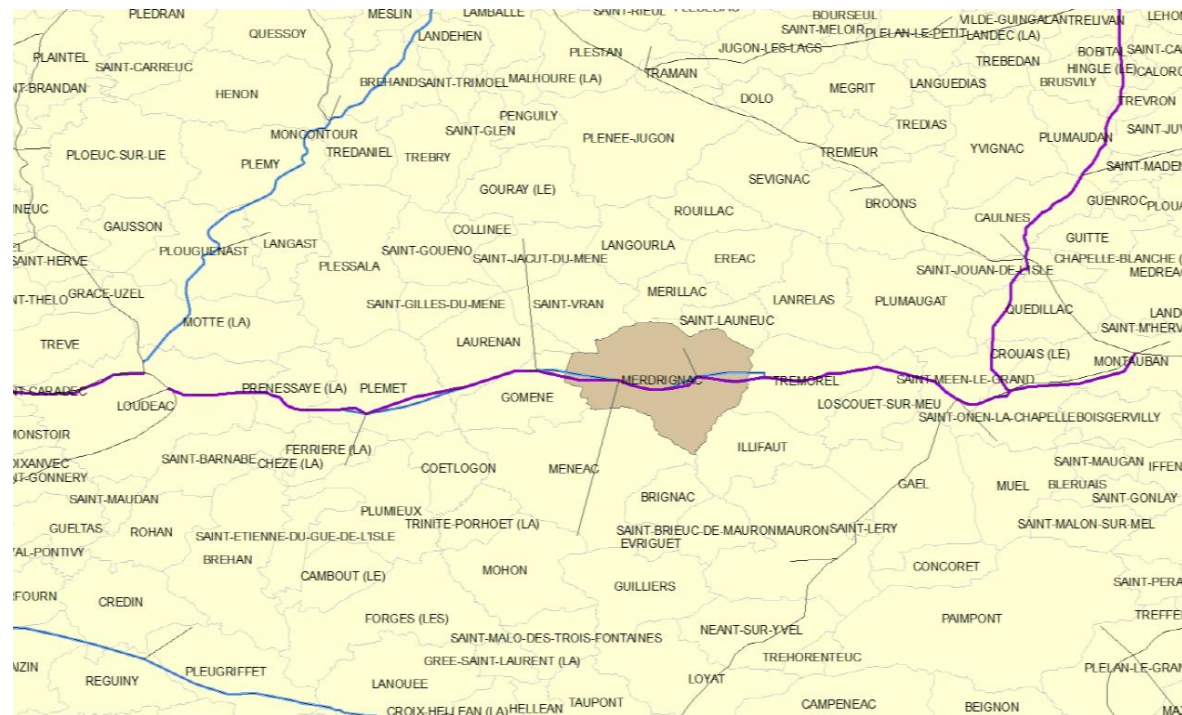 PLEDRAN
MESLIN
LAMBALLE
SAINT-RIEUL
BOURSEUL
VILDE-GUINGALAN
TRELIVAN
QUESSOY
LANDEHEN
SAINT-MELOIR
PLELAN-LE-PETIT
LANDEC (LA)
PLAINTEL
PLESTAN
JUGON-LES-LACS
BOBITAL
SAINT-CARREUC
TREBEDAN
HINGLE (LE)
TRAMAIN
BREHAND
SAINT-TRIMOEL
MALHOURE (LA)
MEGRIT
LANGUEDIAS
BRUSVILY
HENON
DOLO
TREVRON
PENGUILY
MONCONTOUR
SAINT-GLEN
PLENEE-JUGON
TREDIAS
PLUMAUDAN
PLOEUC-SUR-LIE
PLEMY
TREDANIEL
TREBRY
TREMEUR
YVIGNAC
GOURAY (LE)
SEVIGNAC
BROONS
GUENROC
ROUILLAC
CAULNES
GAUSSON
COLLINEE
GUITTE
PLOUGUENAST
LANGAST
SAINT-GOUENO
SAINT-JACUT-DU-MENE
LANGOURLA
EREAC
SAINT-HERVE
PLESSALA
SAINT-JOUAN-DE-L'ISLE
GRACE-UZEL
SAINT-GILLES-DU-MENE
SAINT-VRAN
MERILLAC
LANRELAS
PLUMAUGAT
QUEDILLAC
MOTTE (LA)
SAINT-LAUNEUC
TREVE
LAURENAN
CROUAIS (LE)
MONTAUBAN
PRENESSAYE (LA)
PLEMET
MERDRIGNAC
TREMOREL
SAINT-MEEN-LE-GRAND
LOUDEAC
GOMENE
LOSCOUET-SUR-MEU
SAINT-ONEN-LA-CHAPELLE
BOISGERVILLY
FERRIERE (LA)
ILLIFAUT
SAINT-BARNABE
CHEZE (LA)
COETLOGON
MENEAC
SAINT-MAUGAN
GAEL
MUEL
BLERUAIS
SAINT-MAUDAN
BRIGNAC
SAINT-GONLAY
PLUMIEUX
GUELTAS
ROHAN
SAINT-ETIENNE-DU-GUE-DE-L'ISLE
TRINITE-PORHOET (LA)
SAINT-BRIEUC-DE-MAURON
MAURON
SAINT-LERY
SAINT-MALON-SUR-MEL
EVRIGUET
BREHAN
CAMBOUT (LE)
MOHON
GUILLIERS
CONCORET
CREDIN
FORGES (LES)
PAIMPONT
SAINT-MALO-DES-TROIS-FONTAINES
NEANT-SUR-YVEL
GREE-SAINT-LAURENT (LA)
TREHORENTEUC
PLEUGRIFFET
REGUINY
LANOUEE
LOYAT
CROIX-HELLEAN (LA)
HELLEAN
TAUPONT
CAMPENEAC
BEIGNON